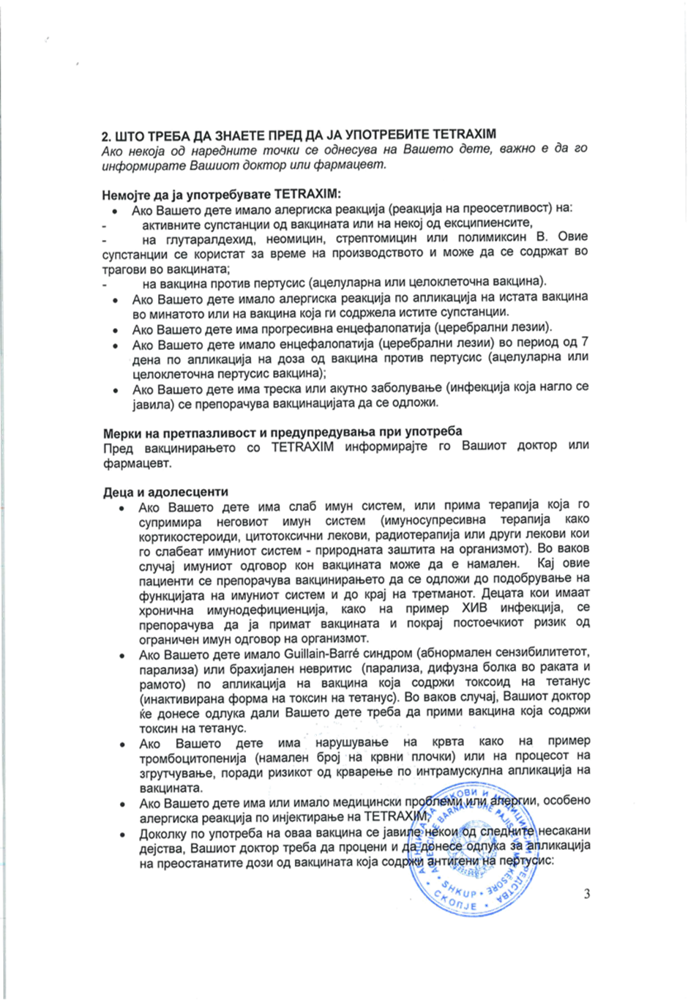 2. ШТО ТРЕБА ДА ЗНАЕТЕ ПРЕД ДА ЈА УПОТРЕБИТЕ TETRAXIM
Ако некоја од наредните точки се однесува на Вашето дете, важно е да го
информирате Вашиот доктор или фармацевт.
Немојте да ја употребувате TETRAXIM:
• Ако Вашето дете имало алергиска реакција (реакција на преосетливост) на:
- активните супстанции од вакцината или на некој од ексципиенсите,
- на глутаралдехид, неомицин, стрептомицин или полимиксин B. Овие
супстанции се користат за време на производството и може да се содржат во
трагови во вакцината;
- на вакцина против пертусис (ацелуларна или целоклеточна вакцина).
• Ако Вашето дете имало алергиска реакција по апликација на истата вакцина
во минатото или на вакцина која ги содржела истите супстанции.
• Ако Вашето дете има прогресивна енцефалопатија (церебрални лезии).
• Ако Вашето дете имало енцефалопатија (церебрални лезии) во период од 7
дена по апликација на доза од вакцина против пертусис (ацелуларна или
целоклеточна пертусис вакцина);
• Ако Вашето дете има треска или акутно заболување (инфекција која нагло се
јавила) се препорачува вакцинацијата да се одложи.
Мерки на претпазливост и предупредувања при употреба
Пред вакцинирањето со TETRAXIM информирајте го Вашиот доктор или
фармацевт.
Деца и адолесценти
• Ако Вашето дете има слаб имун систем, или прима терапија која го
супримира неговиот имун систем (имуносупресивна терапија како
кортикостероиди, цитотоксични лекови, радиотерапија или други лекови кои
го слабеат имуниот систем - природната заштита на организмот). Во ваков
случај имуниот одговор кон вакцината може да е намален. Кај овие
пациенти се препорачува вакцинирањето да се одложи до подобрување на
функцијата на имуниот систем и до крај на третманот. Децата кои имаат
хронична имунодефициенција, како на пример ХИВ инфекција, се
препорачува да ја примат вакцината и покрај постоечкиот ризик од
ограничен имун одговор на организмот.
• Ако Вашето дете имало Guillain-Barré синдром (абнормален сензибилитетот,
парализа) или брахијален невритис (парализа, дифузна болка во раката и
рамото) по апликација на вакцина која содржи токсоид на тетанус
(инактивирана форма на токсин на тетанус). Во ваков случај, Вашиот доктор
ќе донесе одлука дали Вашето дете треба да прими вакцина која содржи
токсин на тетанус.
• Ако Вашето дете има нарушување на крвта како на пример
тромбоцитопенија (намален број на крвни плочки) или на процесот на
згрутчување, поради ризикот од крварење по интрамускулна апликација на
вакцината.
• Ако Вашето дете има или имало медицински проблеми или алергии, особено
алергиска реакција по инјектирање на TETRAXIM;
• Доколку по употреба на оваа вакцина се јавиле некои од следните несакани
дејства, Вашиот доктор треба да процени и да донесе одлука за апликација
на преостанатите дози од вакцината која содржи антигени на пертусис:
АГЕНЦИЈА ЗА ЛЕКОВИ И МЕДИЦИНСКИ СРЕДСТВА
СКОПЈЕ
SHKUP
3